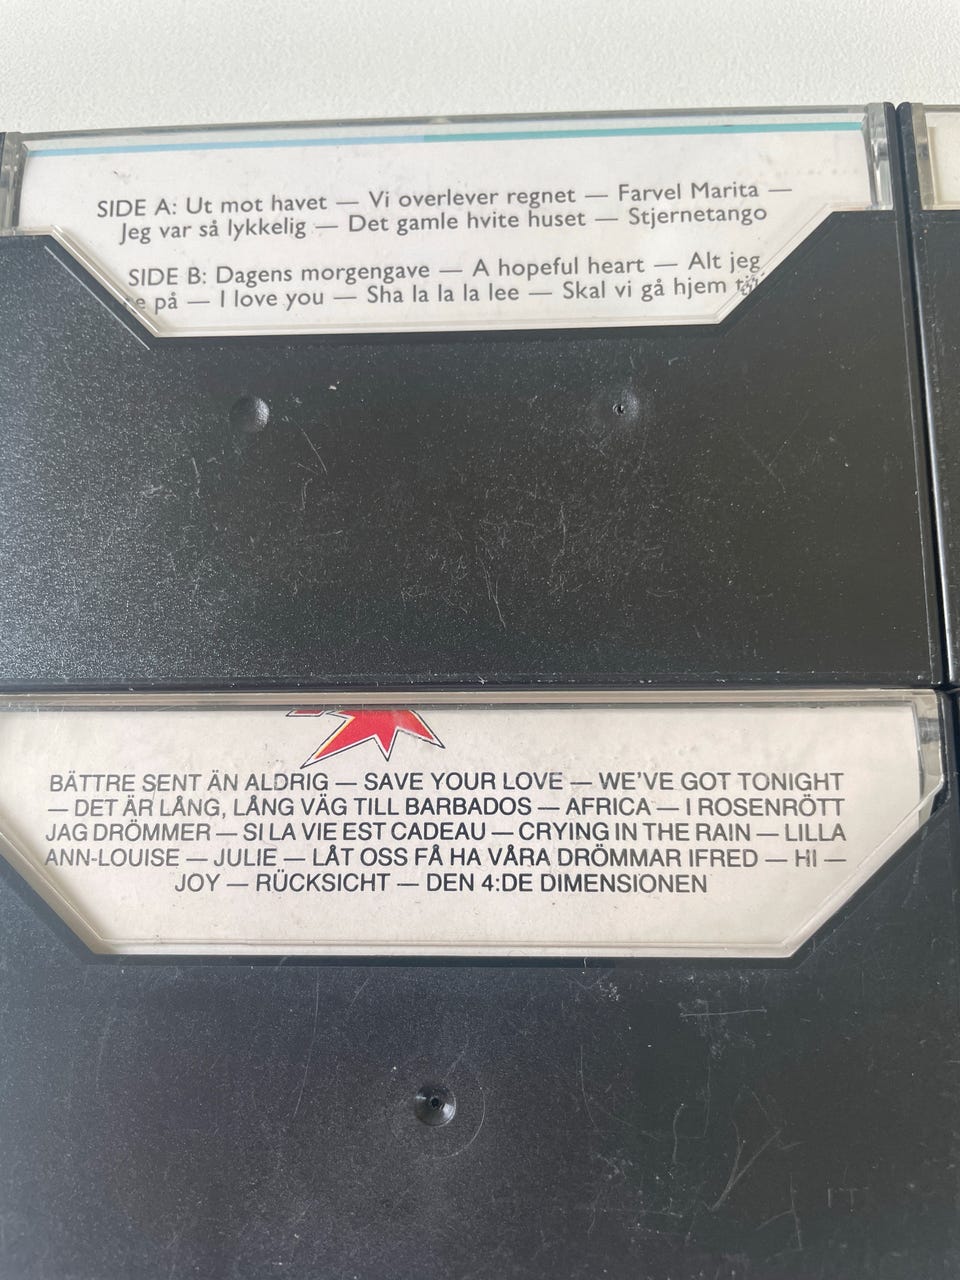 SIDE A: Ut mot havet — Vi overlever regnet — Farvel Marita —
Jeg var så lykkelig — Det gamle hvite huset — Stjernetango
SIDE B: Dagens morgengave — A hopeful heart — Alt jeg
på — I love you — Sha la la la lee — Skal vi gå hjem
BÄTTRE SENT ÄN ALDRIG — SAVE YOUR LOVE — WE'VE GOT TONIGHT
— DET ÄR LÅNG, LÅNG VÄG TILL BARBADOS — AFRICA — I ROSENRÖTT
JAG DRÖMMER — SI LA VIE EST CADEAU — CRYING IN THE RAIN — LILLA
ANN-LOUISE — JULIE — LÅT OSS FÅ HA VÅRA DRÖMMAR IFRED — HI —
JOY — RÜCKSICHT — DEN 4:DE DIMENSIONEN